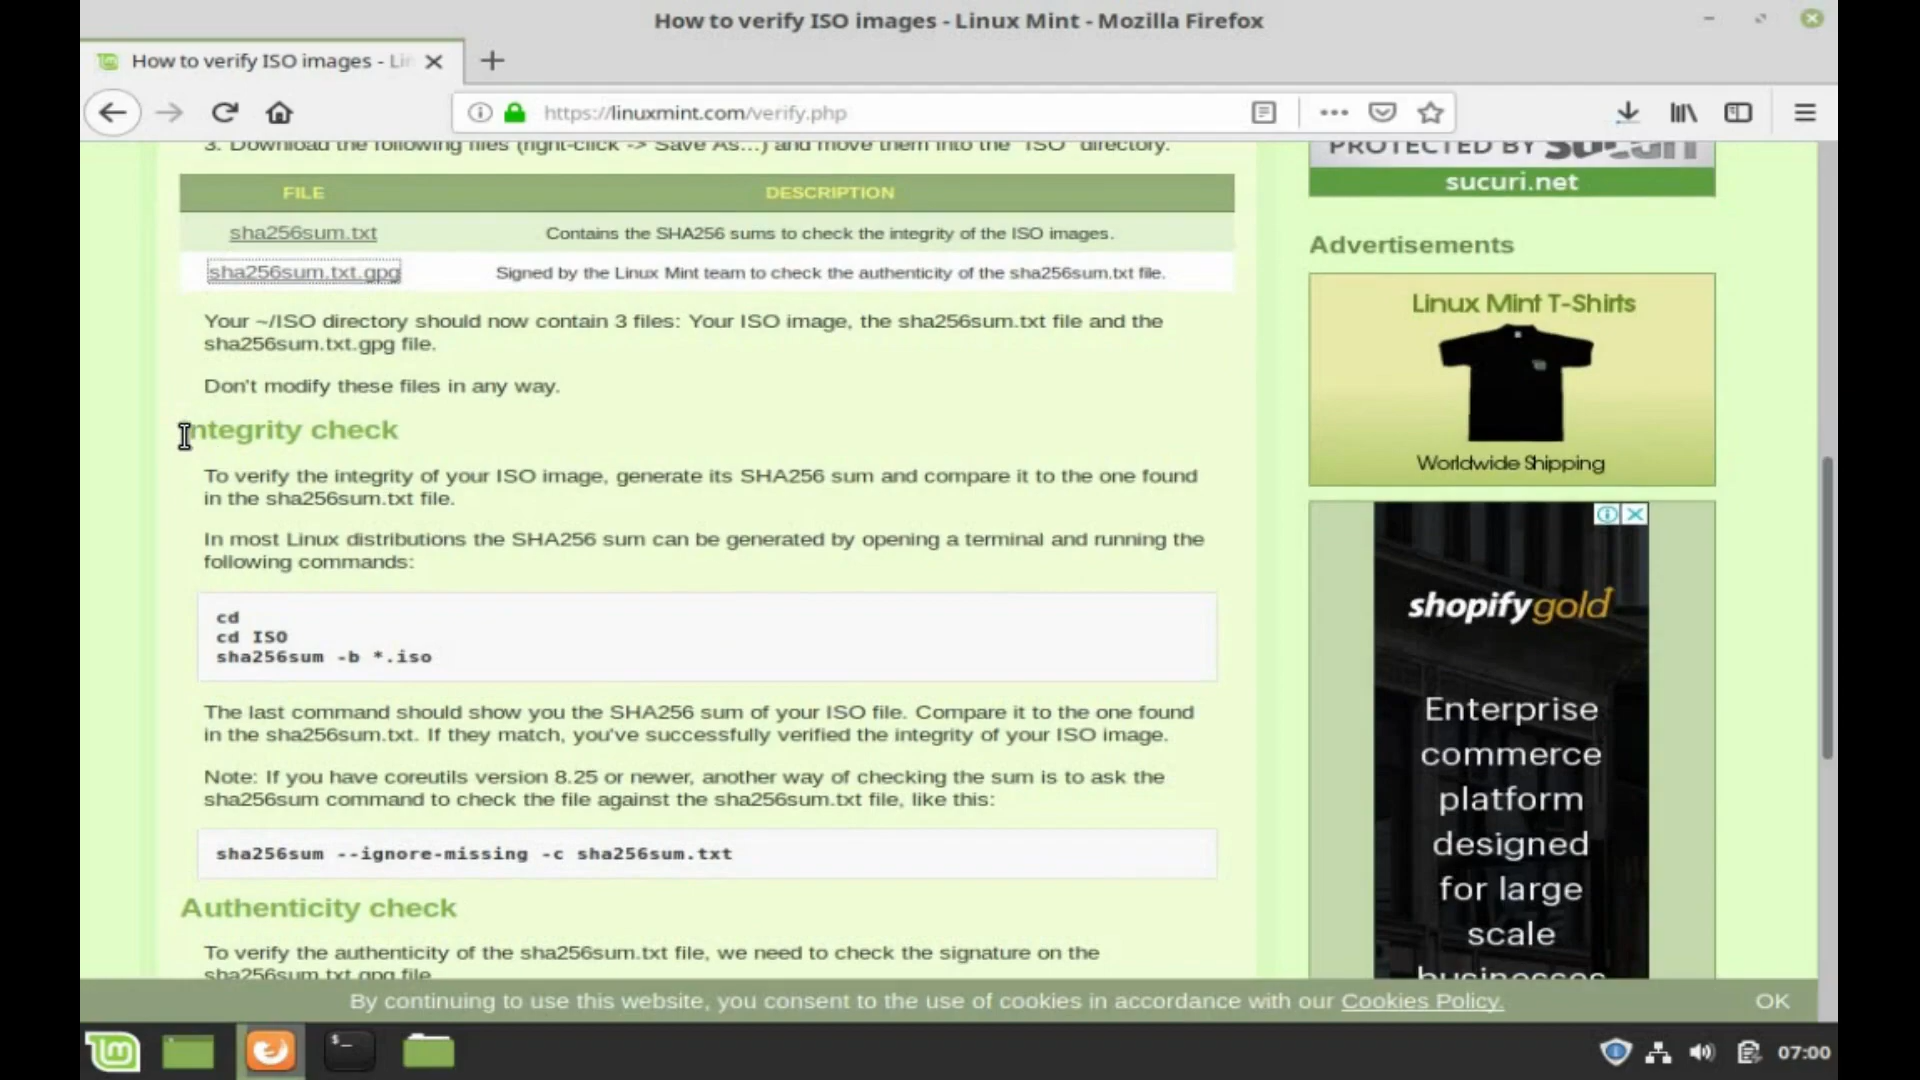 How to verify ISO images - Linux Mint - Mozilla Firefox
How to verify ISO images - Lin
https://linuxmint.com/verify.php
3. Download the following files (right-click -> Save As...) and move them into the "ISO" directory.
FILE DESCRIPTION
sha256sum.txt Contains the SHA256 sums to check the integrity of the ISO images.
sha256sum.txt.gpg Signed by the Linux Mint team to check the authenticity of the sha256sum.txt file.
Your ~/ISO directory should now contain 3 files: Your ISO image, the sha256sum.txt file and the
sha256sum.txt.gpg file.
Don't modify these files in any way.
Integrity check
To verify the integrity of your ISO image, generate its SHA256 sum and compare it to the one found
in the sha256sum.txt file.
In most Linux distributions the SHA256 sum can be generated by opening a terminal and running the
following commands:
cd
cd ISO
sha256sum -b *.iso
The last command should show you the SHA256 sum of your ISO file. Compare it to the one found
in the sha256sum.txt. If they match, you've successfully verified the integrity of your ISO image.
Note: If you have coreutils version 8.25 or newer, another way of checking the sum is to ask the
sha256sum command to check the file against the sha256sum.txt file, like this:
sha256sum --ignore-missing -c sha256sum.txt
Authenticity check
To verify the authenticity of the sha256sum.txt file, we need to check the signature on the
sha256sum.txt.gpg file.
PROTECTED BY SUCURI
sucuri.net
Advertisements
Linux Mint T-Shirts
Worldwide Shipping
shopifygold
Enterprise
commerce
platform
designed
for large
scale
businesses
By continuing to use this website, you consent to the use of cookies in accordance with our Cookies Policy. OK
$_
07:00